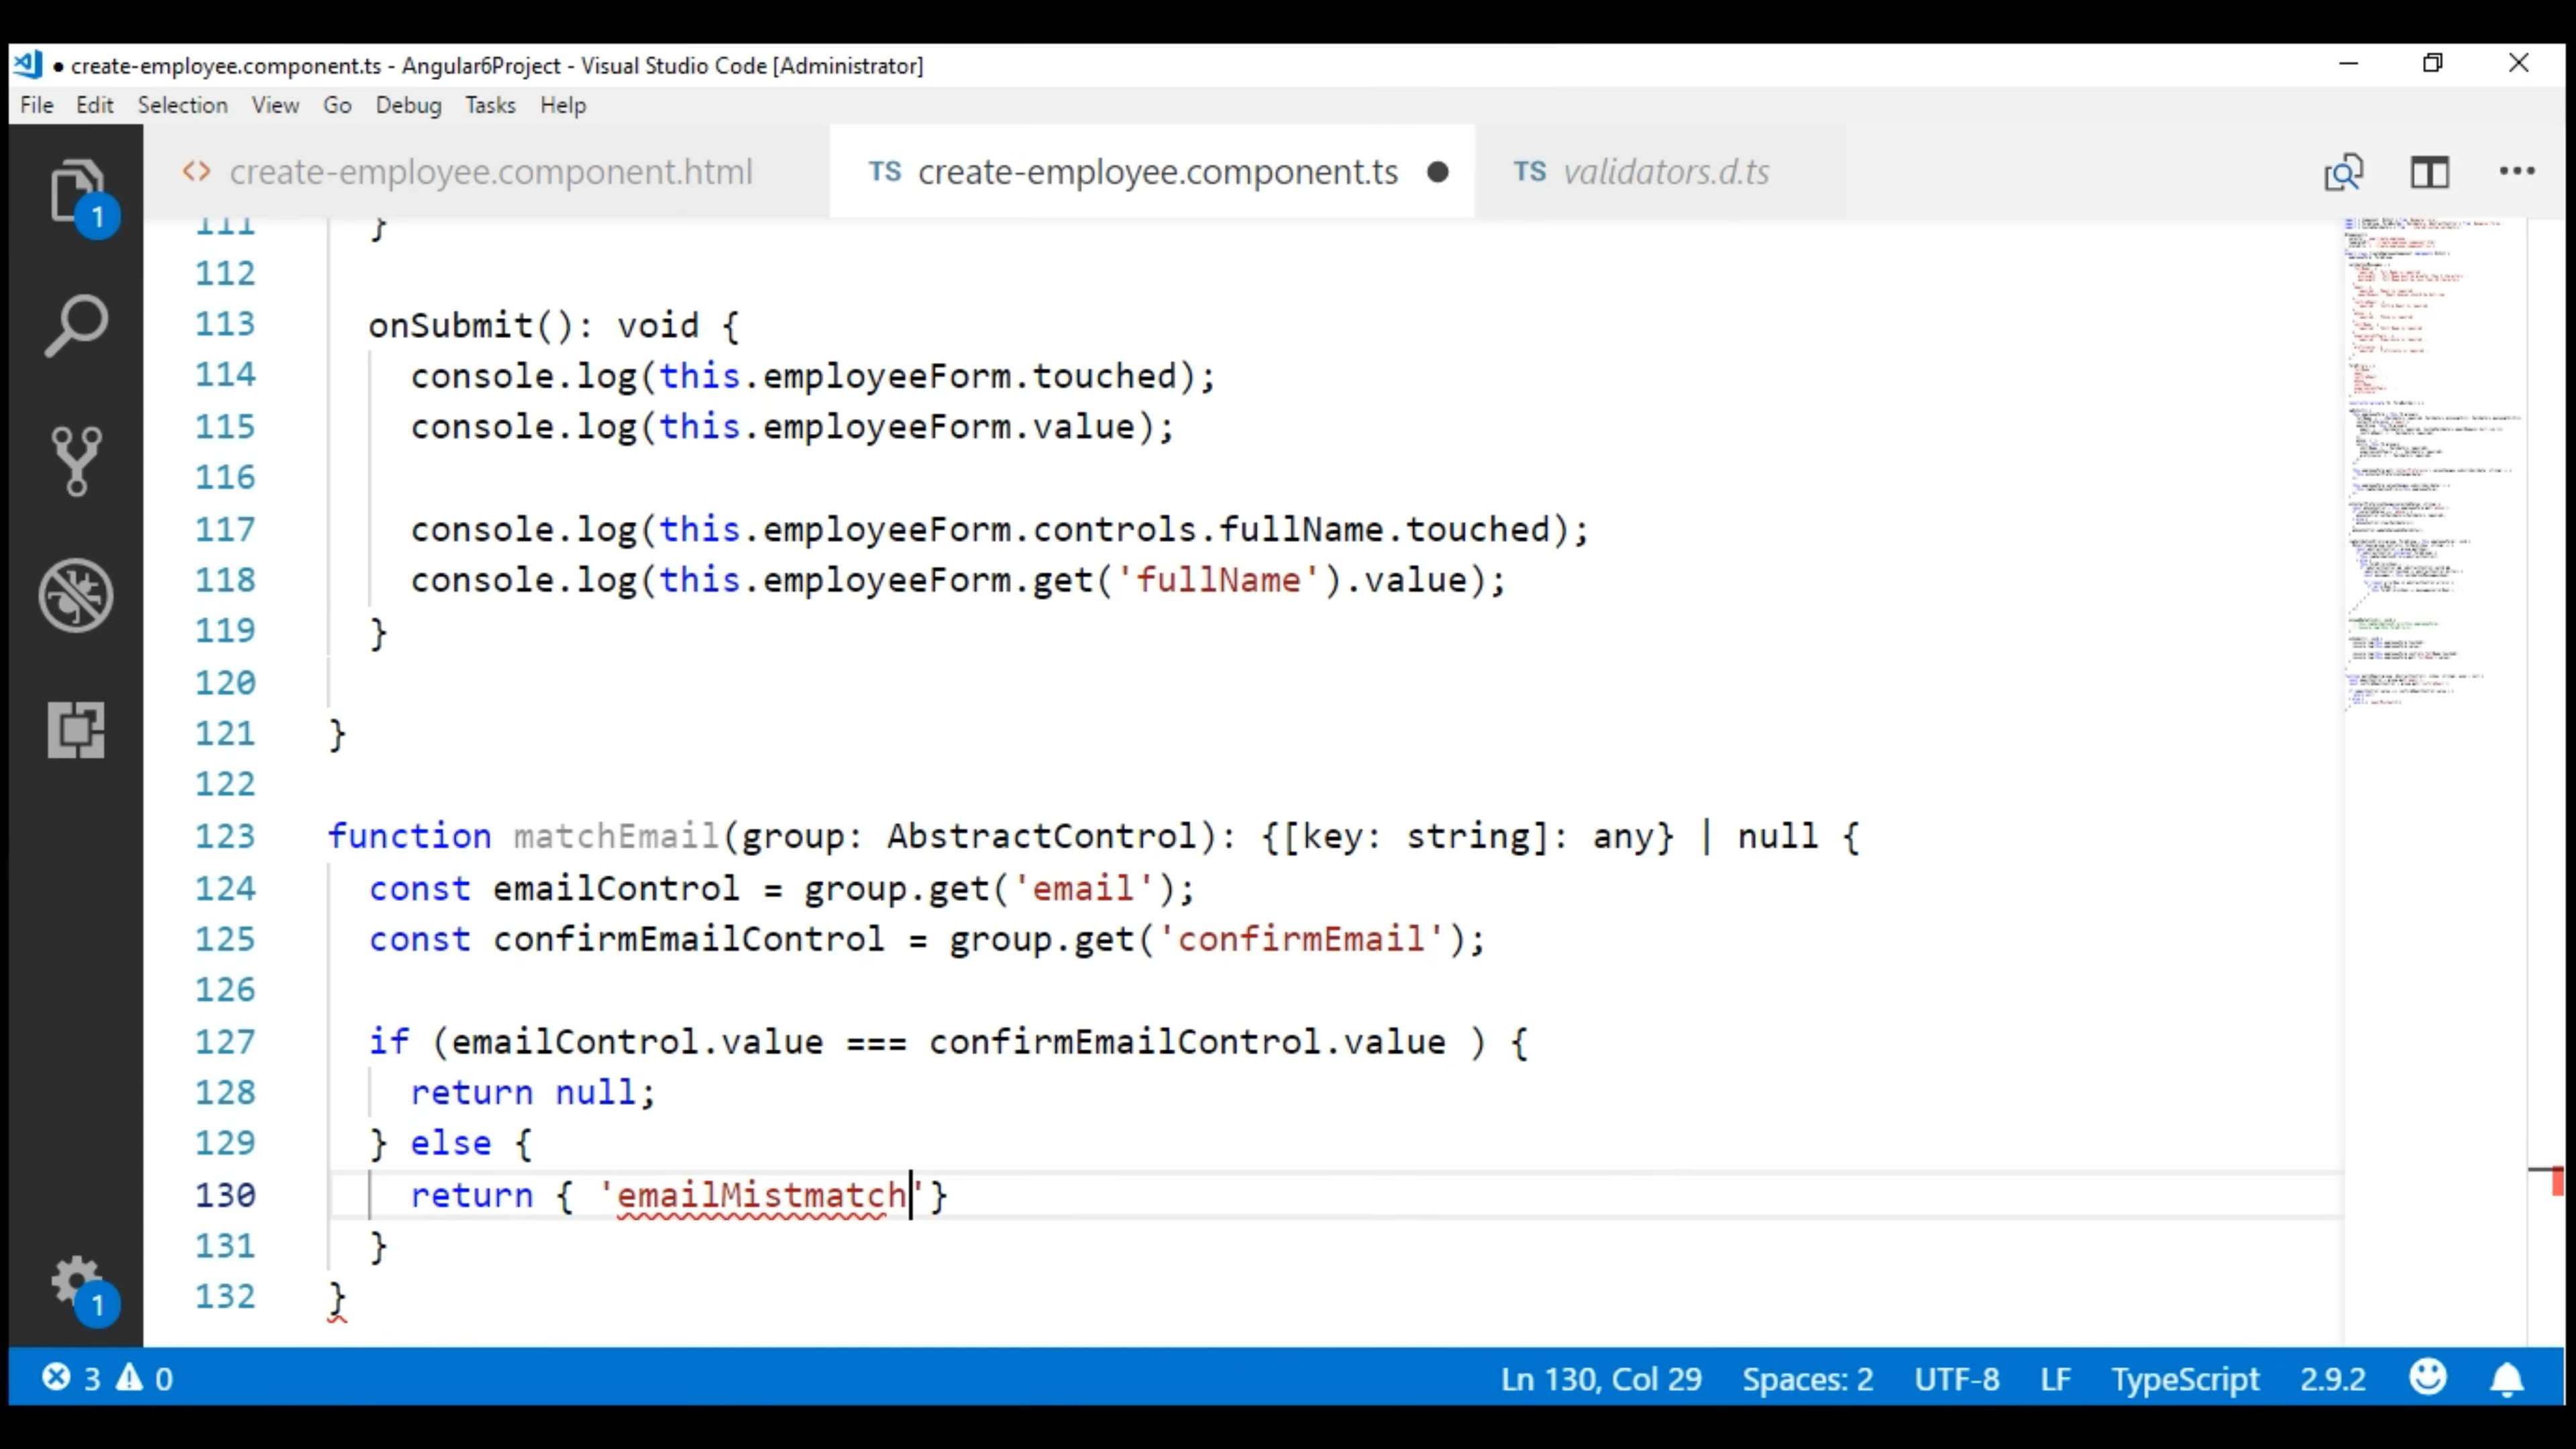 ● create-employee.component.ts - Angular6Project - Visual Studio Code [Administrator]
File Edit Selection View Go Debug Tasks Help
<> create-employee.component.html TS create-employee.component.ts ● TS validators.d.ts
1
111 }
112
113 onSubmit(): void {
114 console.log(this.employeeForm.touched);
115 console.log(this.employeeForm.value);
116
117 console.log(this.employeeForm.controls.fullName.touched);
118 console.log(this.employeeForm.get('fullName').value);
119 }
120
121 }
122
123 function matchEmail(group: AbstractControl): {[key: string]: any} | null {
124 const emailControl = group.get('email');
125 const confirmEmailControl = group.get('confirmEmail');
126
127 if (emailControl.value === confirmEmailControl.value ) {
128 return null;
129 } else {
130 return { 'emailMistmatch'}
131 }
132 }
1
3 0 Ln 130, Col 29 Spaces: 2 UTF-8 LF TypeScript 2.9.2